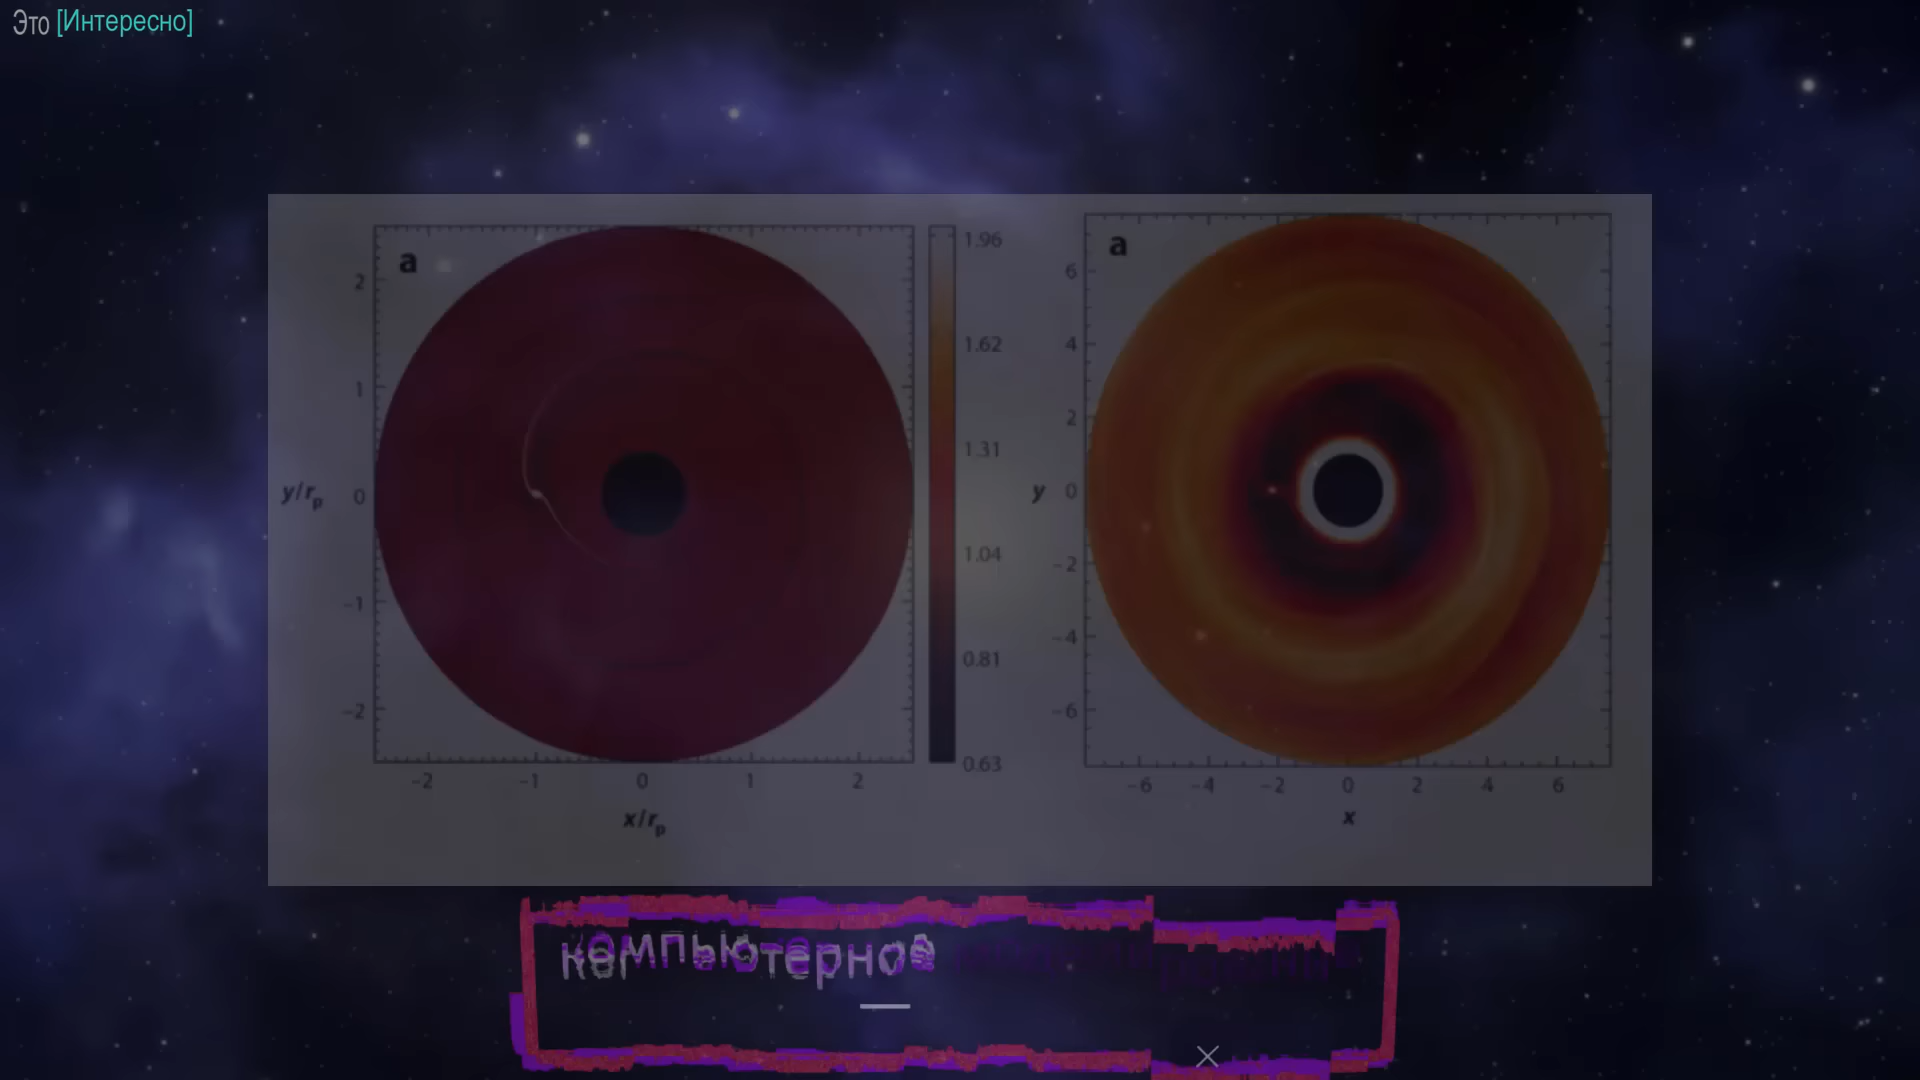 Это [Интересно]
a
2
1
0
-1
-2
y/rp
-2 -1 0 1 2
x/rp
1.96
1.62
1.31
1.04
0.81
0.63
a
6
4
2
0
-2
-4
-6
y
-6 -4 -2 0 2 4 6
x
компьютерное